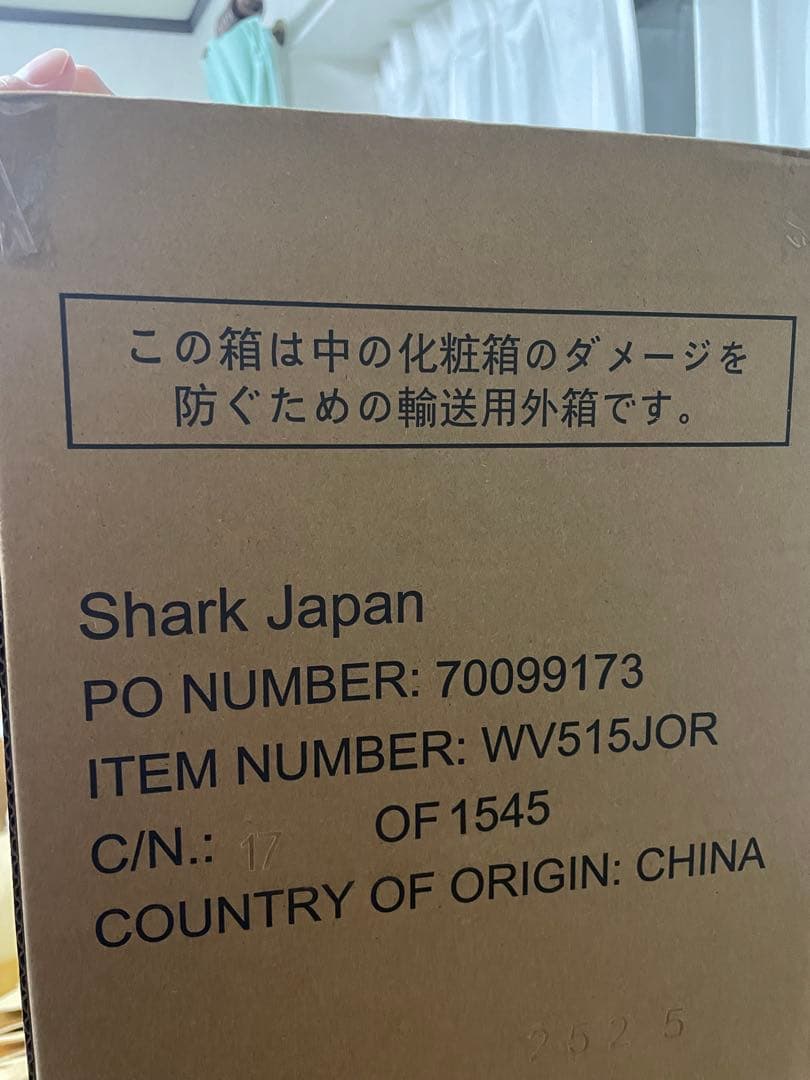 この箱は中の化粧箱のダメージを
防ぐための輸送用外箱です。
Shark Japan
PO NUMBER: 70099173
ITEM NUMBER: WV515JOR
C/N.: 17 OF 1545
COUNTRY OF ORIGIN: CHINA
2525